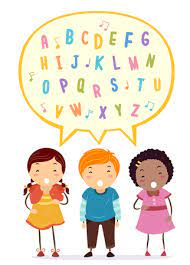 A B C D E F G
H I J K L M N
O P Q R S T U
V W X Y Z